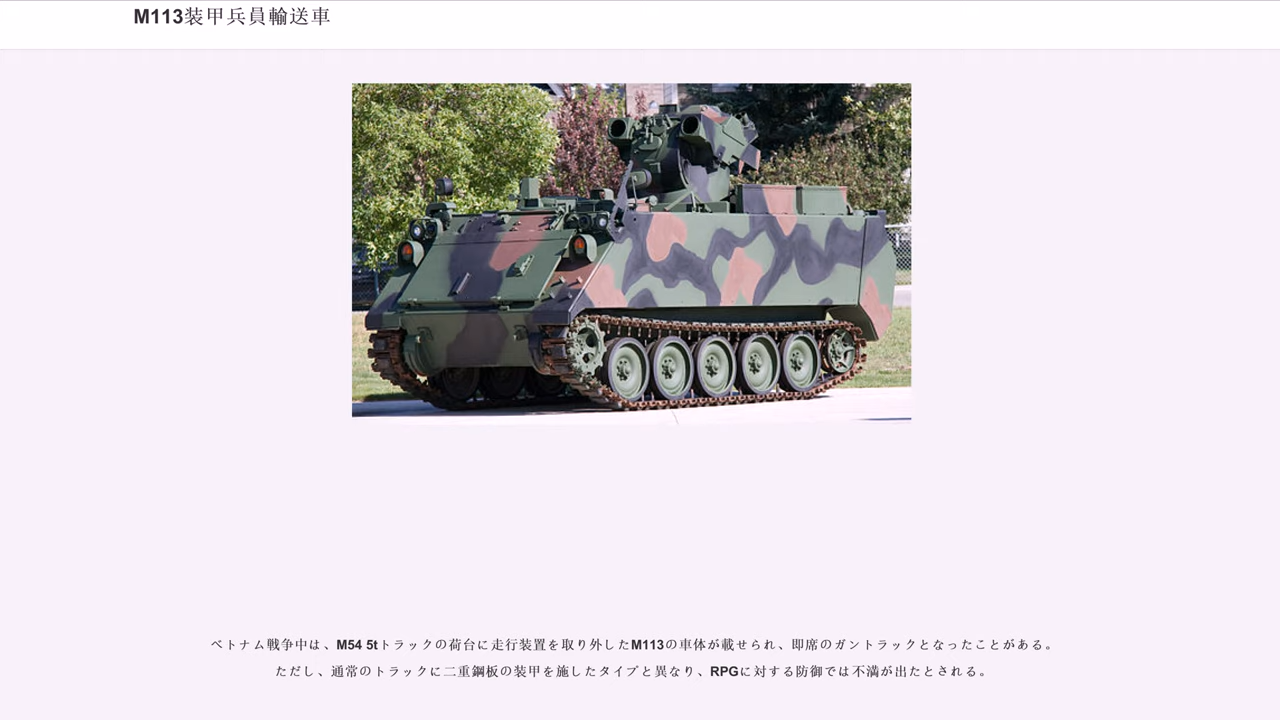 M113装甲兵員輸送車
ベトナム戦争中は、M54 5tトラックの荷台に走行装置を取り外したM113の車体が載せられ、即席のガントラックとなったことがある。
ただし、通常のトラックに二重鋼板の装甲を施したタイプと異なり、RPGに対する防御では不満が出たとされる。